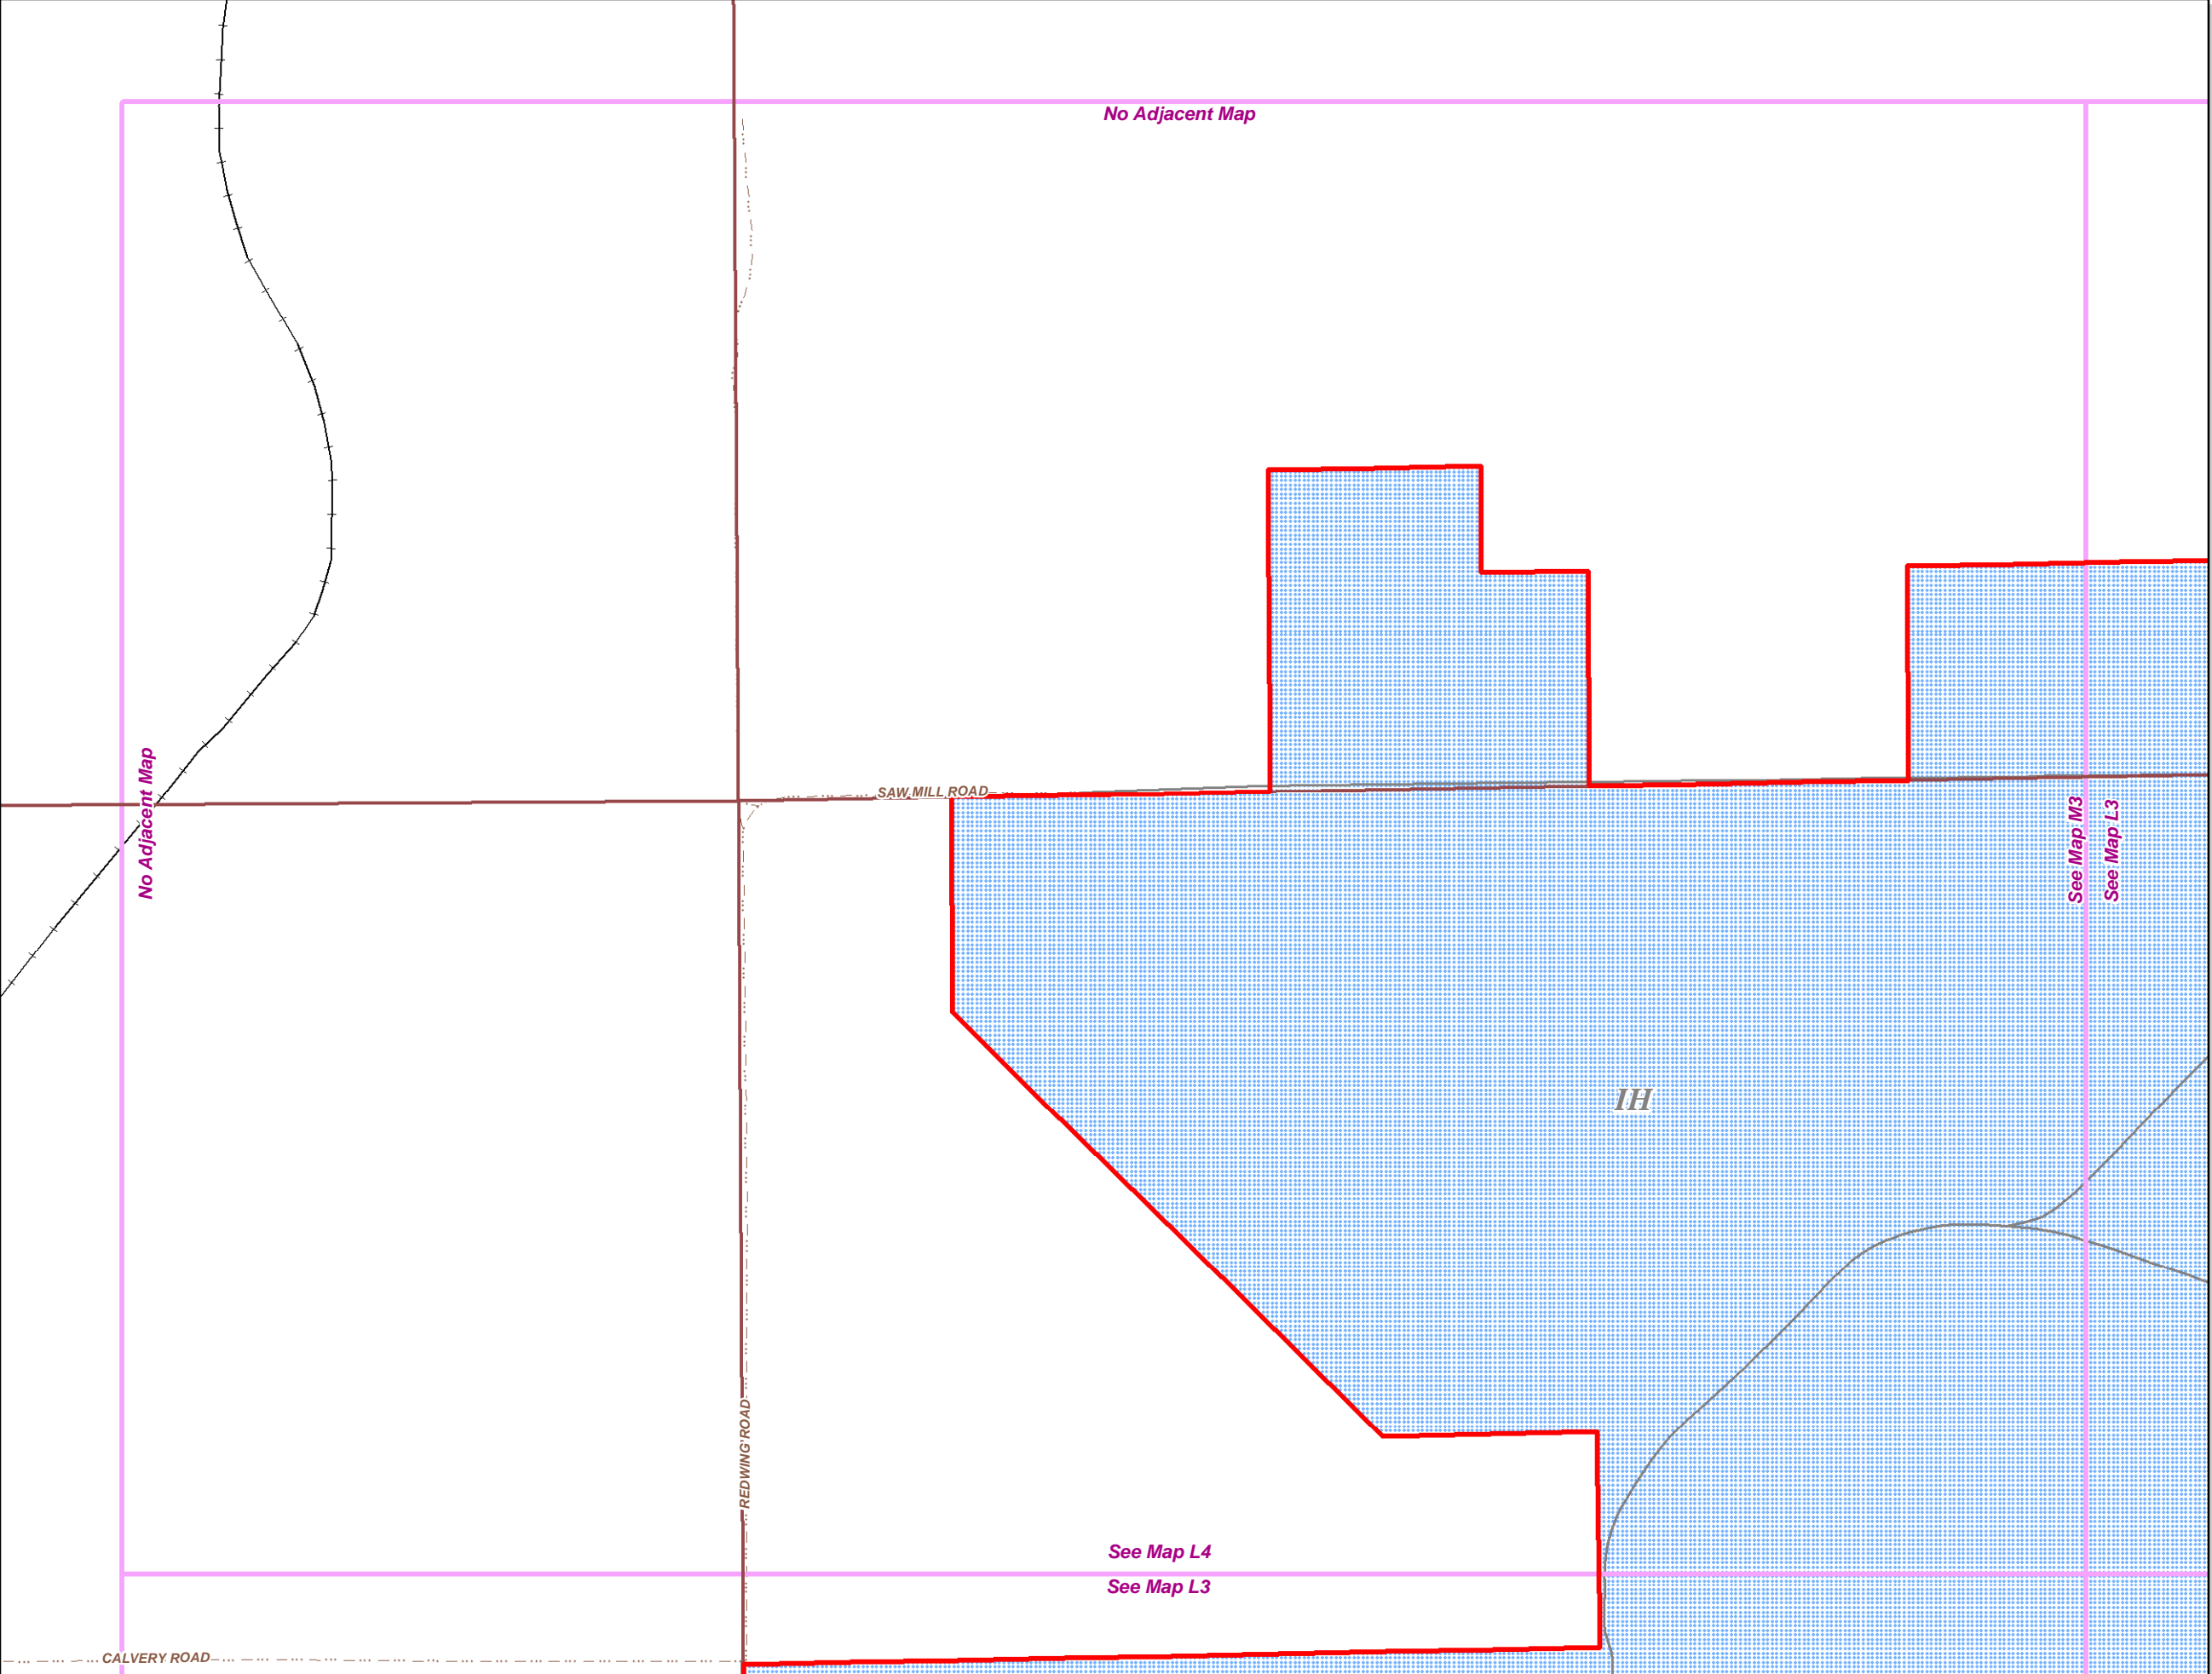 No Adjacent Map
No Adjacent Map
SAW MILL ROAD
See Map M3
See Map L3
IH
REDWING ROAD
See Map L4
See Map L3
CALVERY ROAD